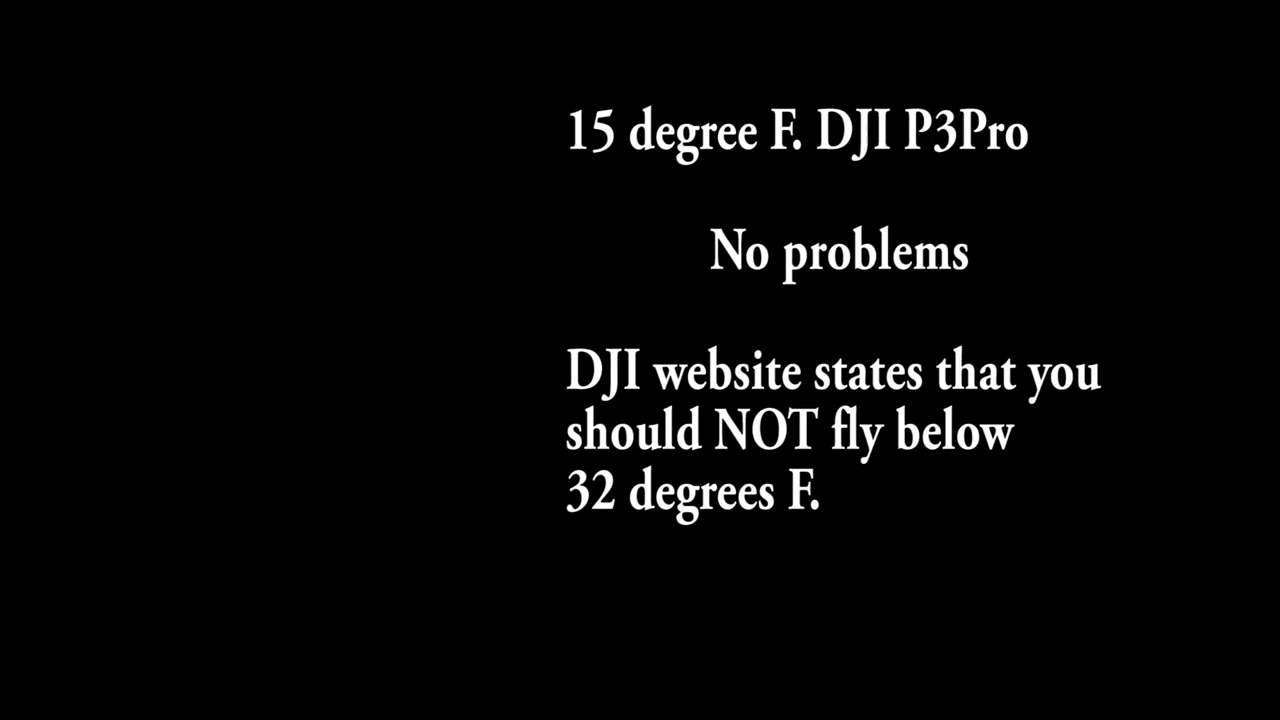 15 degree F. DJI P3Pro
No problems
DJI website states that you
should NOT fly below
32 degrees F.